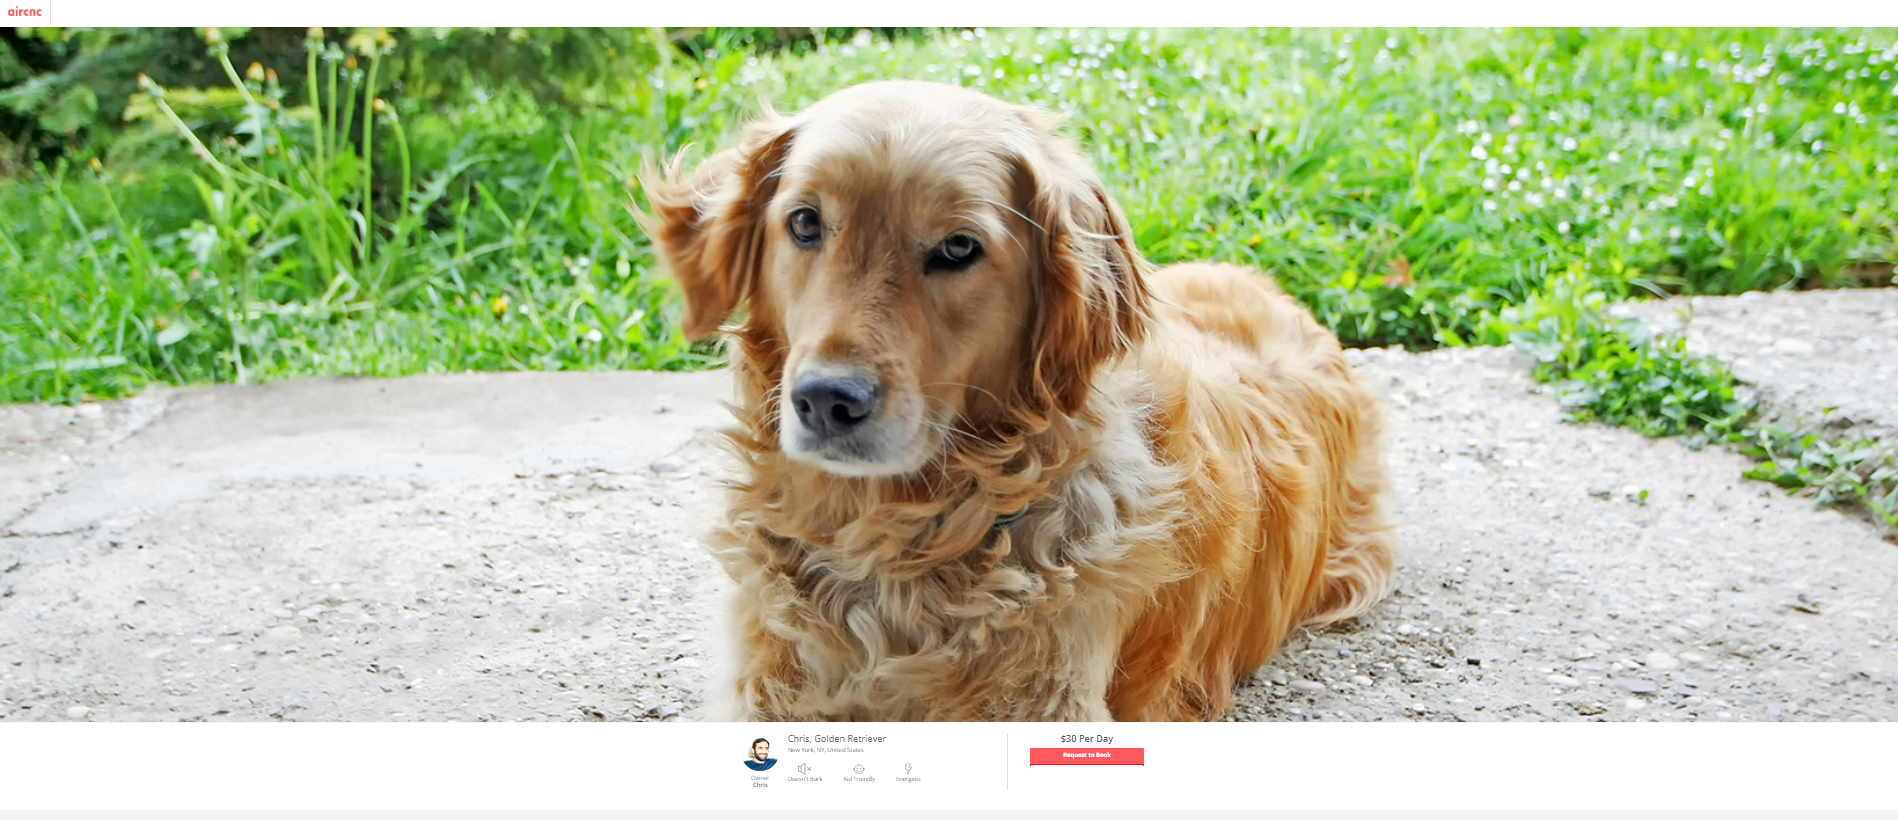 aircnc
Chris, Golden Retriever
New York, NY, United States
Doesn't Bark
Kid Friendly
Energetic
Owner
Chris
$30 Per Day
Request to Book